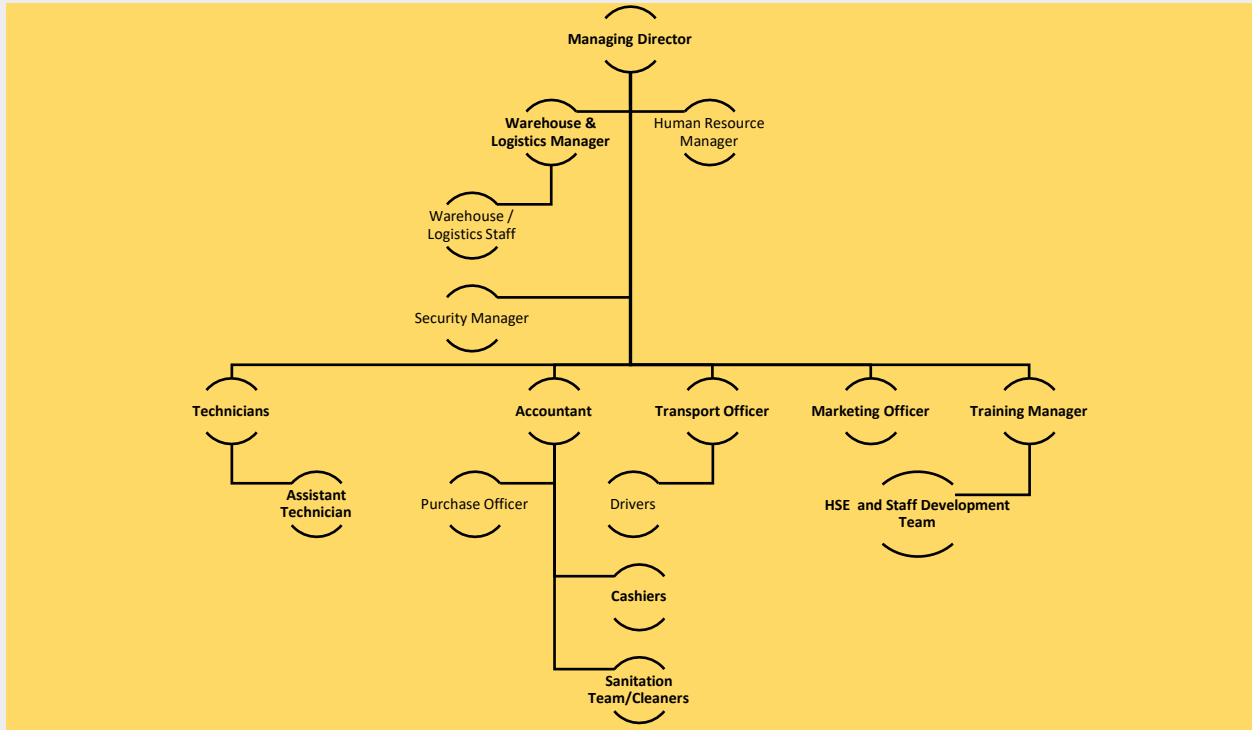 Managing Director
Warehouse &
Logistics Manager
Human Resource
Manager
Warehouse /
Logistics Staff
Security Manager
Technicians
Accountant
Transport Officer
Marketing Officer
Training Manager
Assistant
Technician
Purchase Officer
Drivers
HSE  and Staff Development
Team
Cashiers
Sanitation
Team/Cleaners